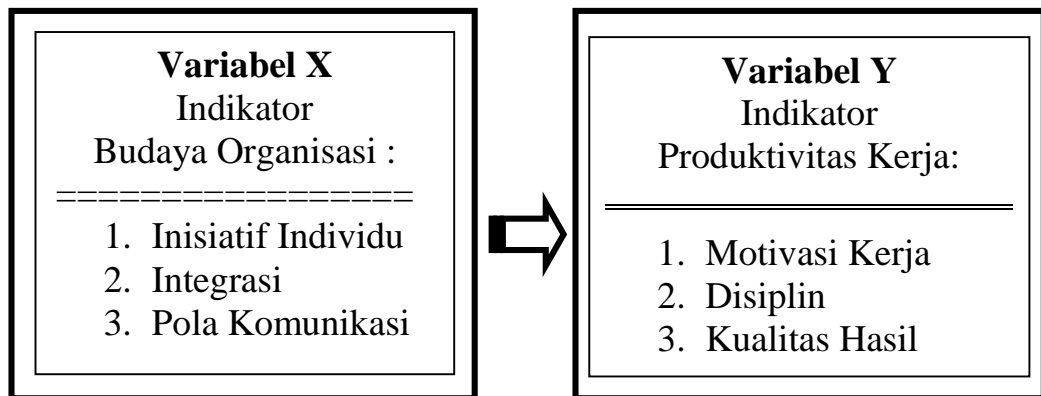 Variabel X
Indikator
Budaya Organisasi :
=================
1. Inisiatif Individu
2. Integrasi
3. Pola Komunikasi
Variabel Y
Indikator
Produktivitas Kerja:
1. Motivasi Kerja
2. Disiplin
3. Kualitas Hasil